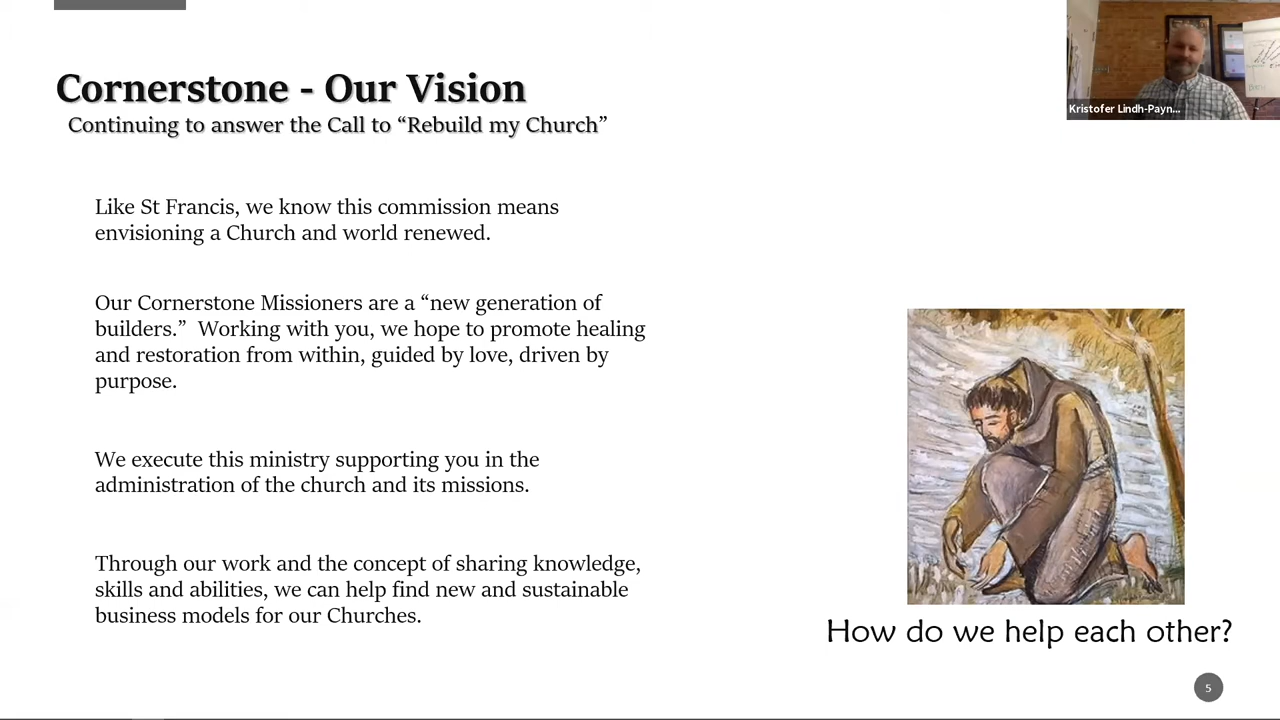 Cornerstone - Our Vision
Continuing to answer the Call to “Rebuild my Church”
Like St Francis, we know this commission means
envisioning a Church and world renewed.
Our Cornerstone Missioners are a “new generation of
builders.”  Working with you, we hope to promote healing
and restoration from within, guided by love, driven by
purpose.
We execute this ministry supporting you in the
administration of the church and its missions.
Through our work and the concept of sharing knowledge,
skills and abilities, we can help find new and sustainable
business models for our Churches.
Kristofer Lindh-Payn...
How do we help each other?
5